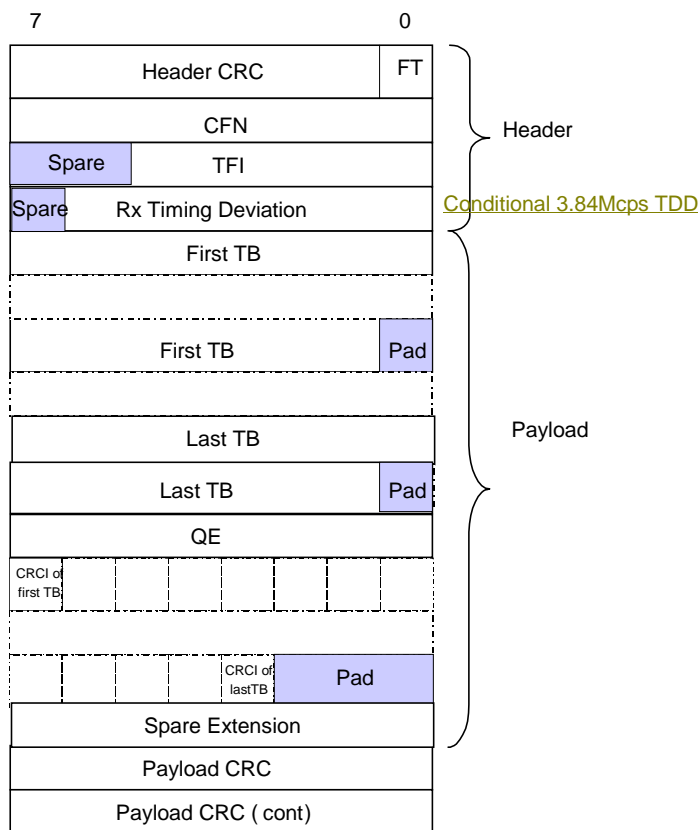 7 0
Header CRC FT
CFN
Header
Spare TFI
Spare Rx Timing Deviation Conditional 3.84Mcps TDD
First TB
First TB Pad
Payload
Last TB
Last TB Pad
QE
CRCI of
first TB
CRCI of
lastTB
Pad
Spare Extension
Payload CRC
Payload CRC ( cont)